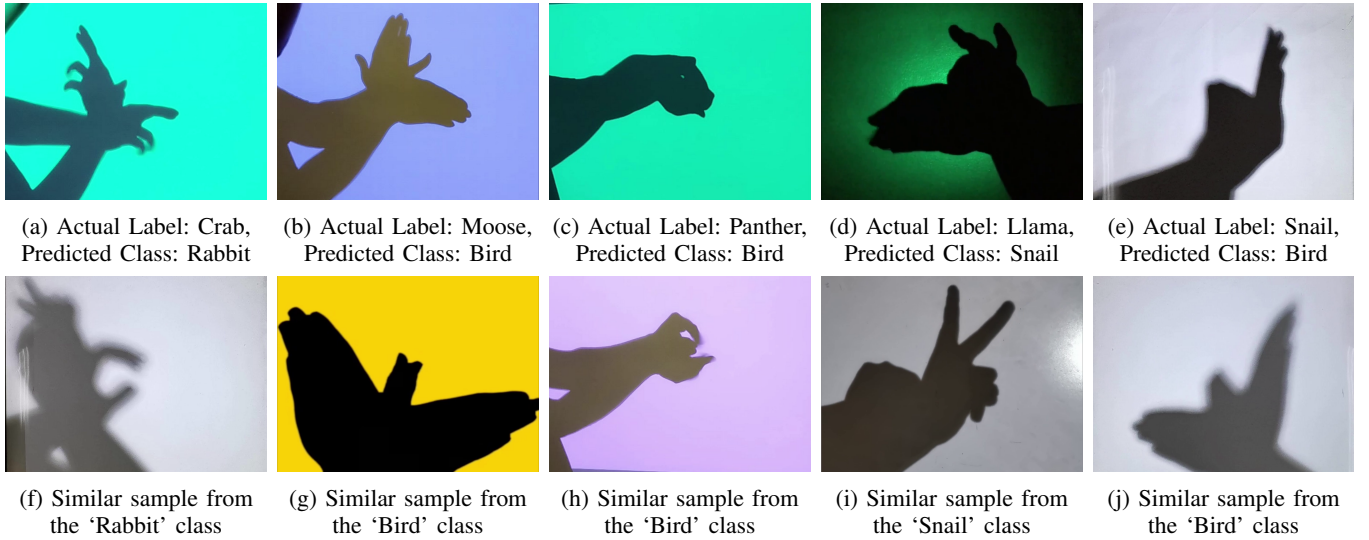 (a) Actual Label: Crab,
Predicted Class: Rabbit
(b) Actual Label: Moose,
Predicted Class: Bird
(c) Actual Label: Panther,
Predicted Class: Bird
(d) Actual Label: Llama,
Predicted Class: Snail
(e) Actual Label: Snail,
Predicted Class: Bird
(f) Similar sample from
the ‘Rabbit’ class
(g) Similar sample from
the ‘Bird’ class
(h) Similar sample from
the ‘Bird’ class
(i) Similar sample from
the ‘Snail’ class
(j) Similar sample from
the ‘Bird’ class